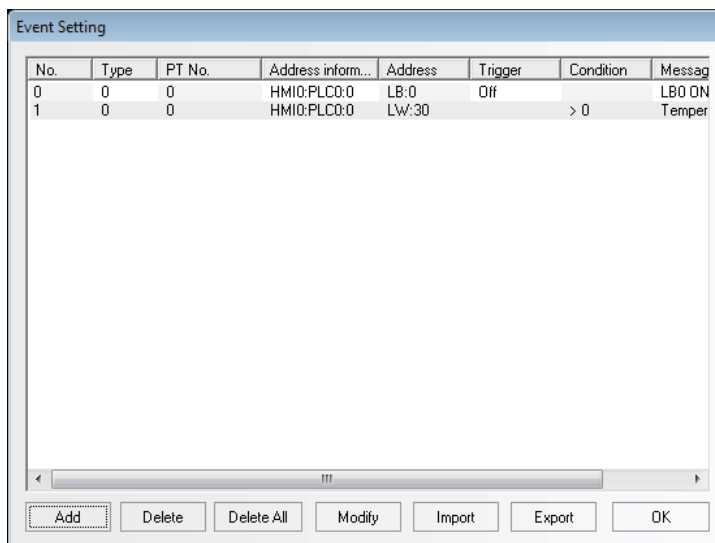 Event Setting
No. Type PT No. Address inform... Address Trigger Condition Messag
0 0 0 HMI0:PLC0:0 LB:0 Off LB0 ON
1 0 0 HMI0:PLC0:0 LW:30 > 0 Temper
Add Delete Delete All Modify Import Export OK